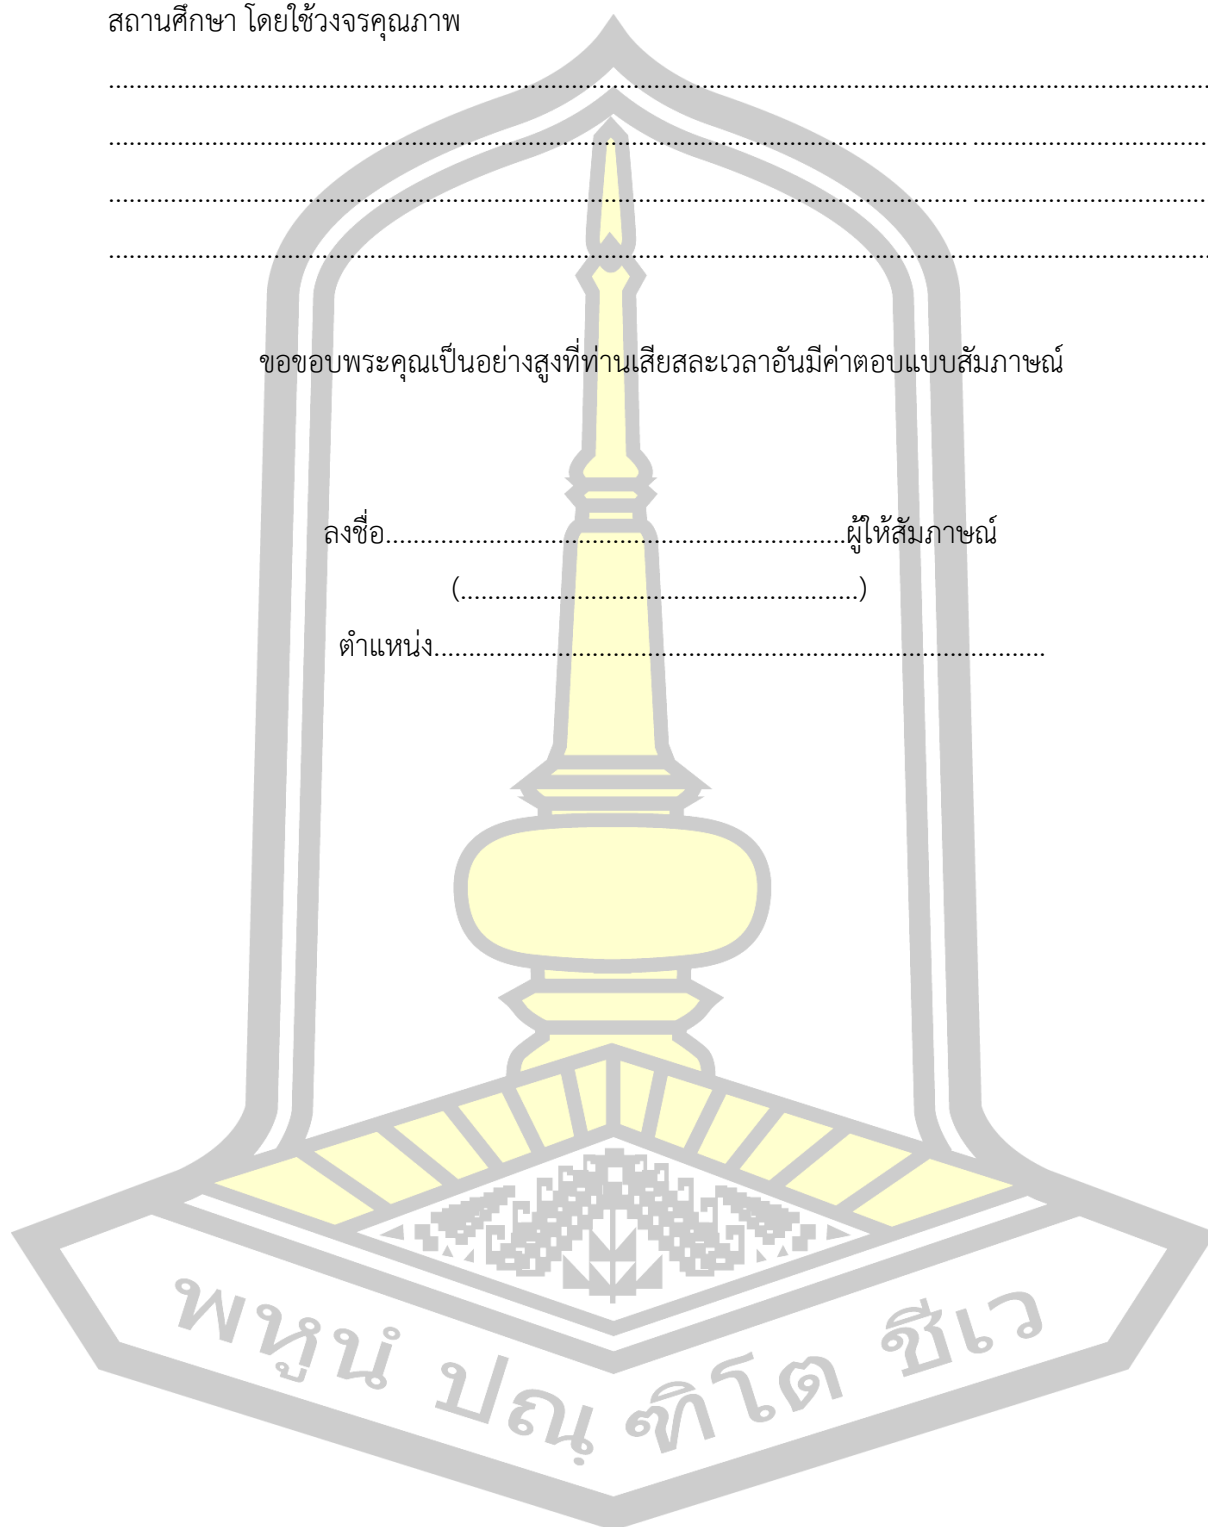 สถานศึกษา โดยใช้วงจรคุณภาพ
................................................................................................................................................................
................................................................................................................................................................
................................................................................................................................................................
................................................................................................................................................................
ขอขอบพระคุณเป็นอย่างสูงที่ท่านเสียสละเวลาอันมีค่าตอบแบบสัมภาษณ์
ลงชื่อ..................................................................ผู้ให้สัมภาษณ์
(.........................................................)
ตำแหน่ง........................................................................................
พหูนํ ปณฺฑิโต ชีเว